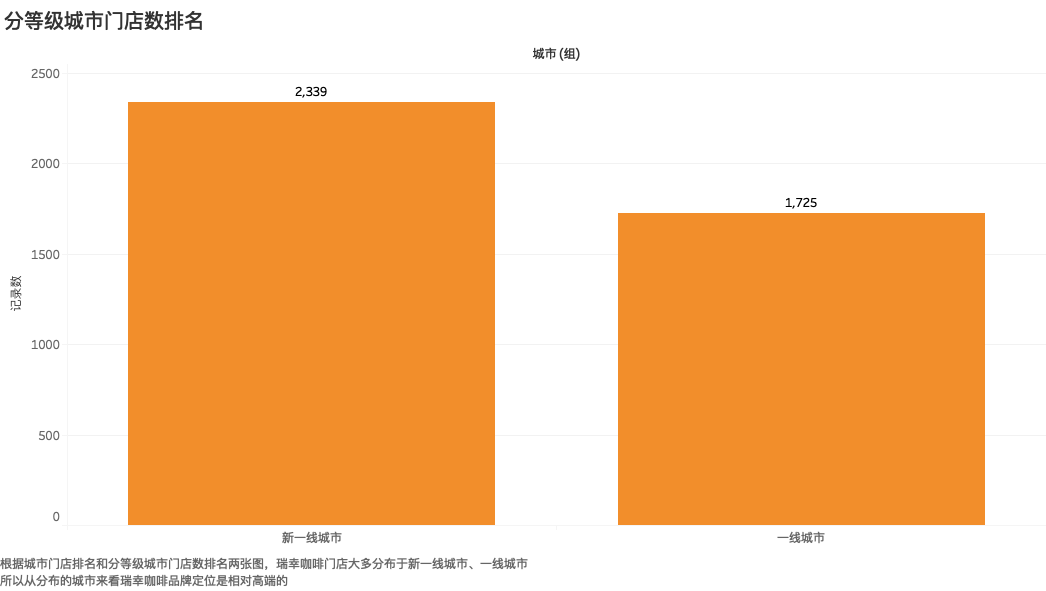 分等级城市门店数排名
城市 (组)
2500
2,339
2000
1,725
1500
记录数
1000
500
0
新一线城市
一线城市
根据城市门店排名和分等级城市门店数排名两张图，瑞幸咖啡门店大多分布于新一线城市、一线城市
所以从分布的城市来看瑞幸咖啡品牌定位是相对高端的